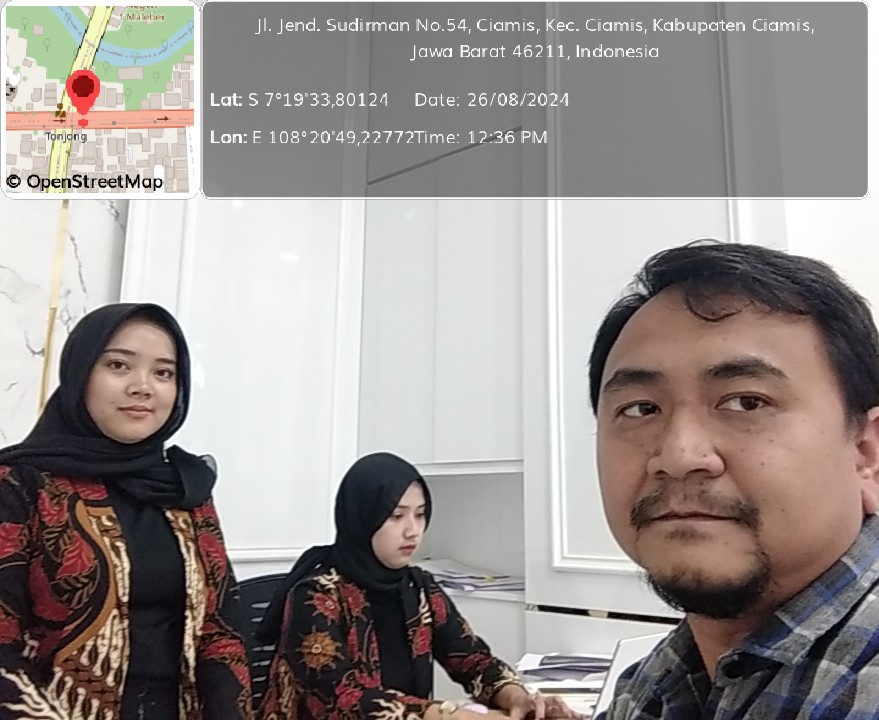 Maleber
Tonjong
© OpenStreetMap
Jl. Jend. Sudirman No.54, Ciamis, Kec. Ciamis, Kabupaten Ciamis,
Jawa Barat 46211, Indonesia
Lat: S 7°19'33,80124 Date: 26/08/2024
Lon: E 108°20'49,22772Time: 12:36 PM